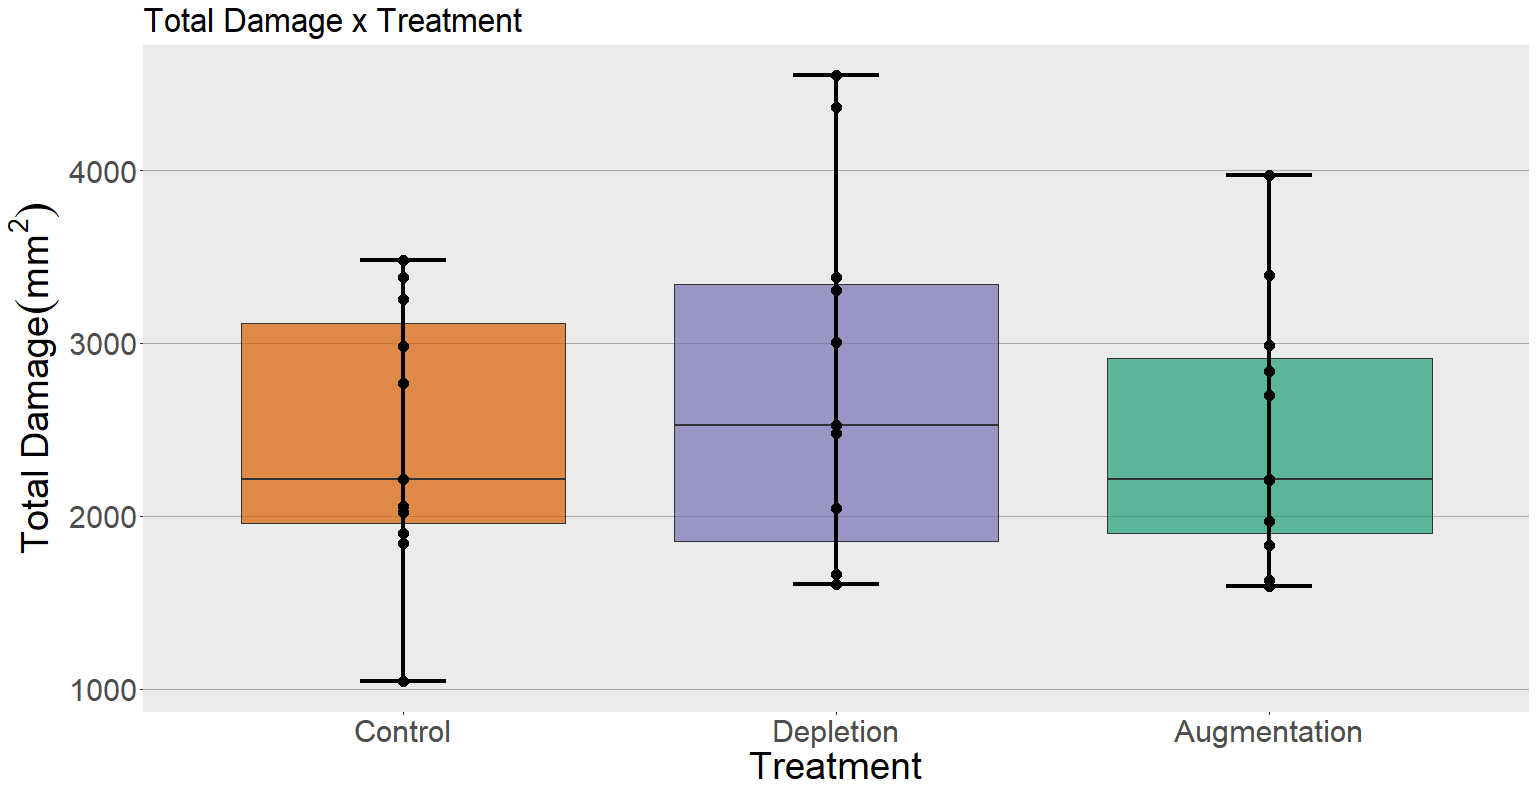 Total Damage x Treatment
Total Damage(mm²)
4000
3000
2000
1000
Control Depletion Augmentation
Treatment